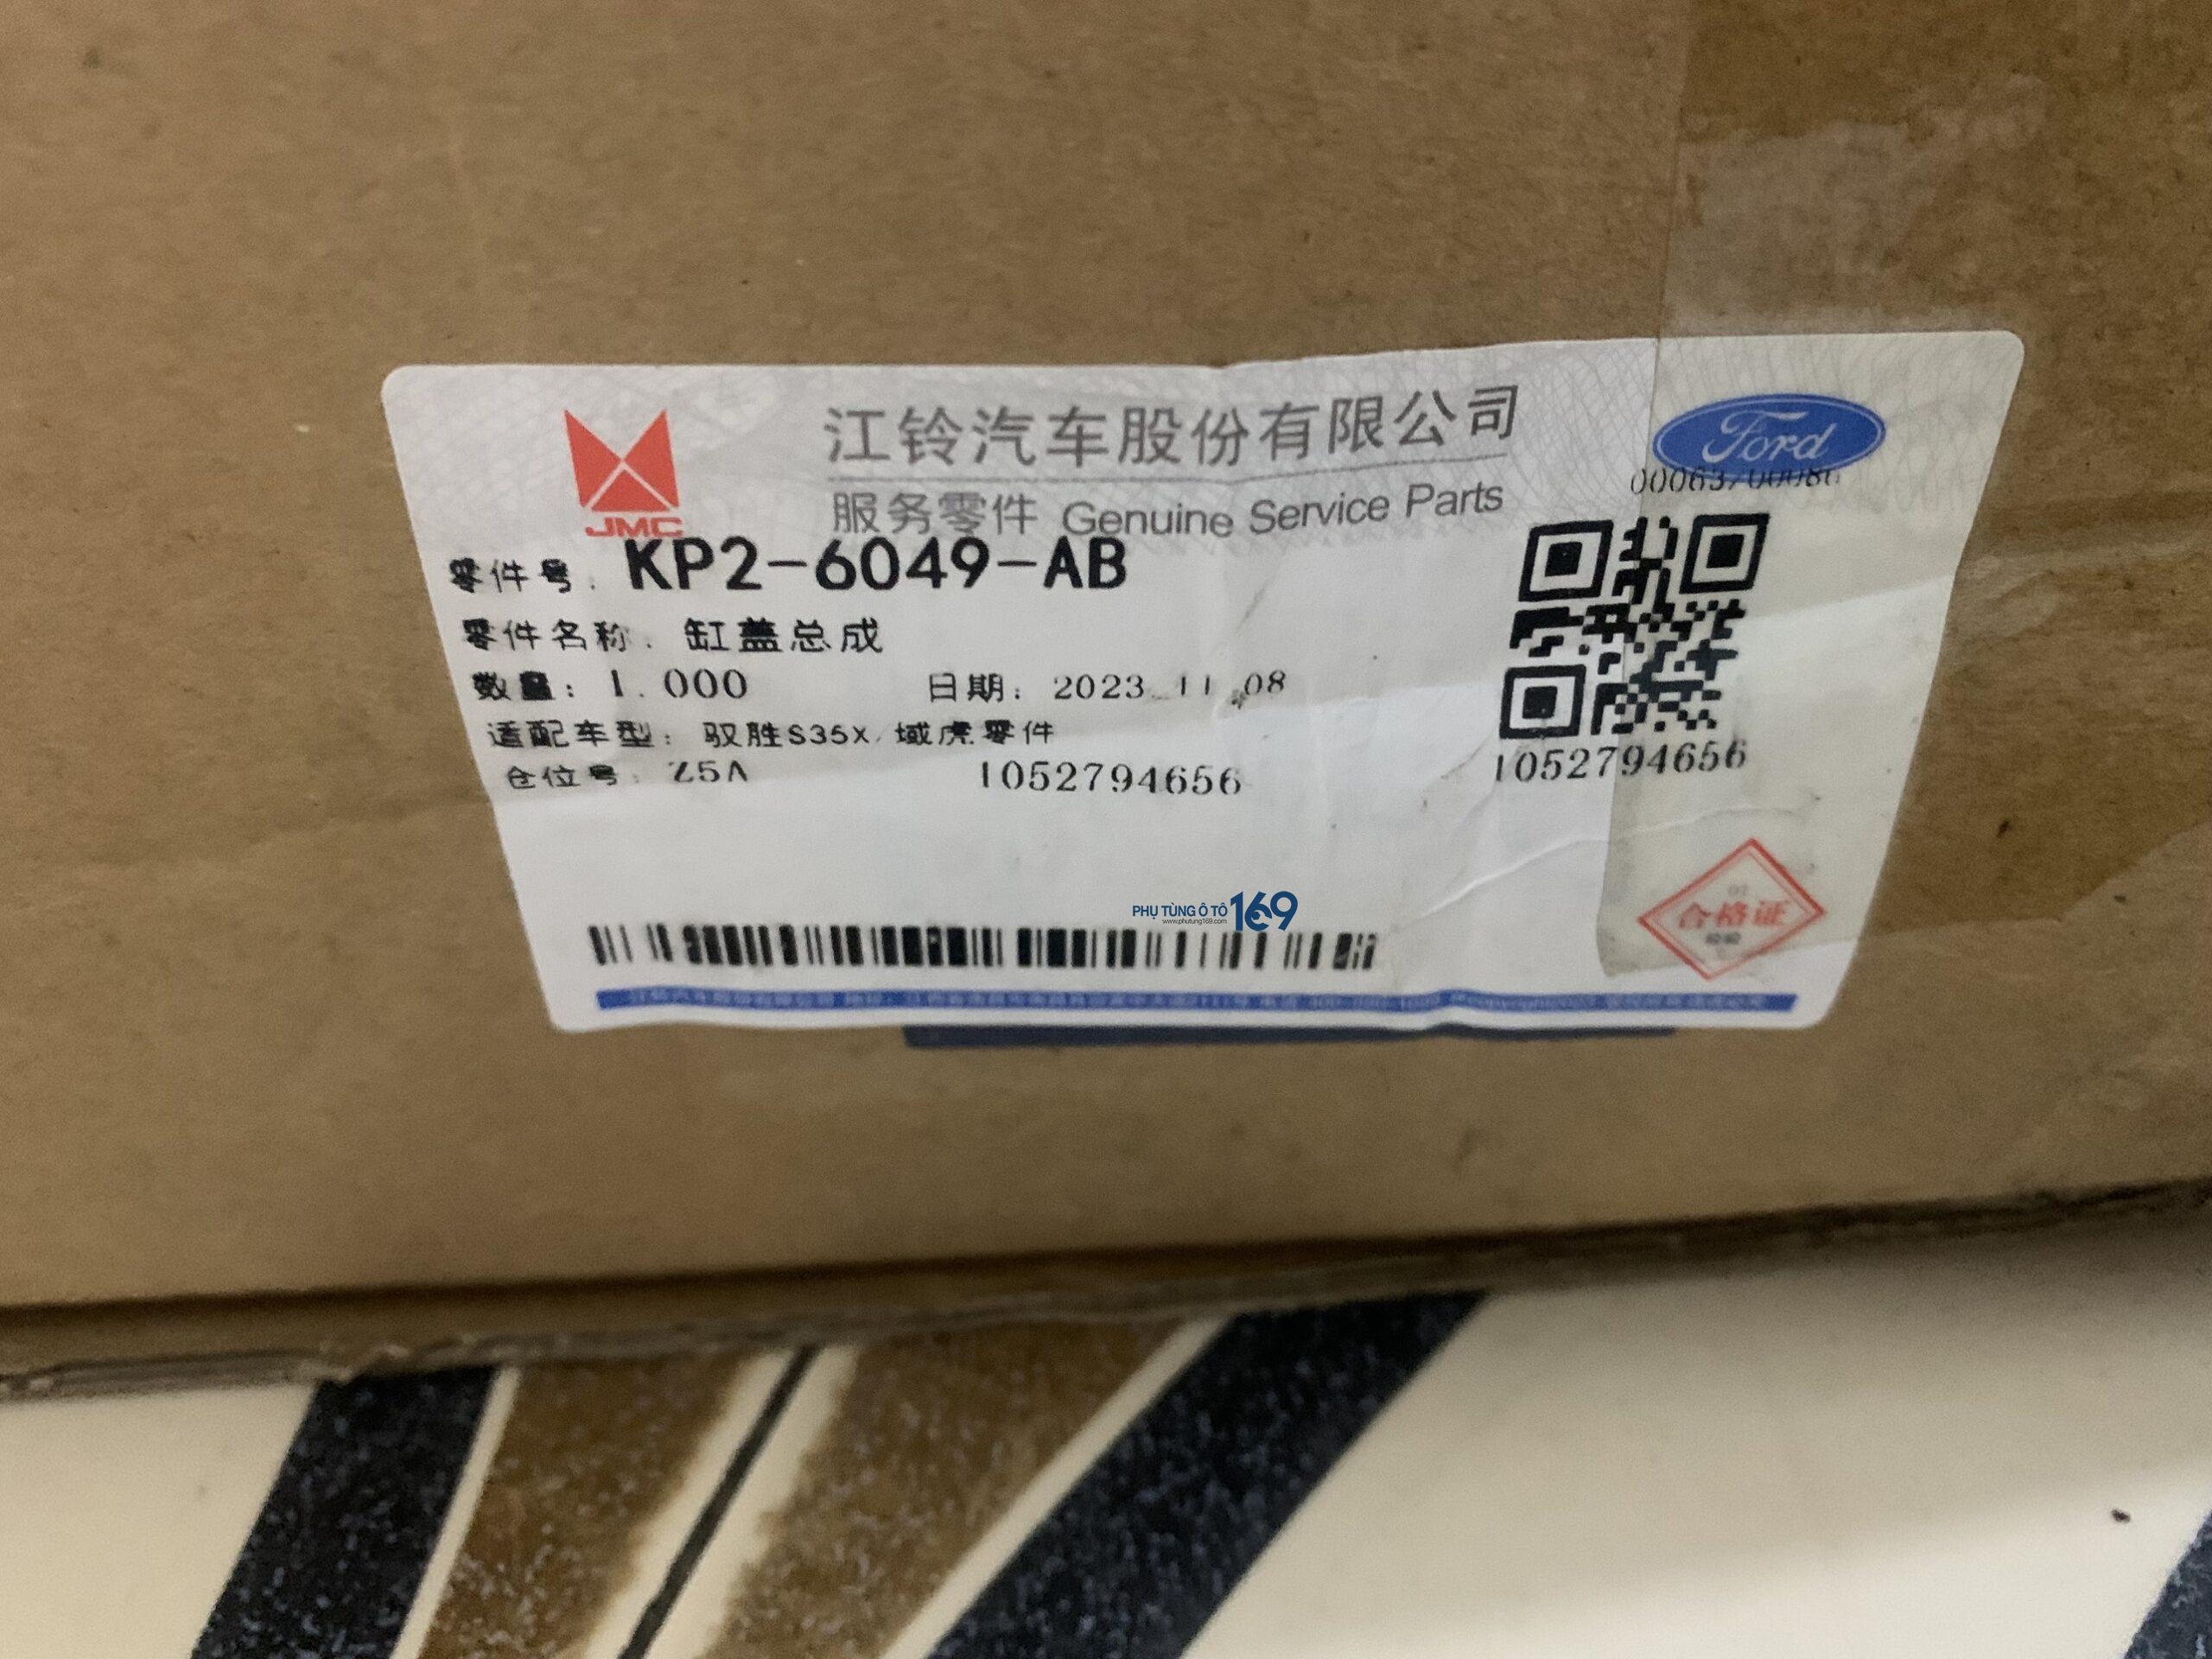 江铃汽车股份有限公司
Ford
JMC
服务零件 Genuine Service Parts
零件号: KP2-6049-AB
零件名称: 缸盖总成
数量: 1.000 日期: 2023.11.08
适配车型: 驭胜S35X/域虎零件
仓位号: Z5A 1052794656
1052794656
PHỤ TÙNG Ô TÔ 169
www.phutung169.com
合格证